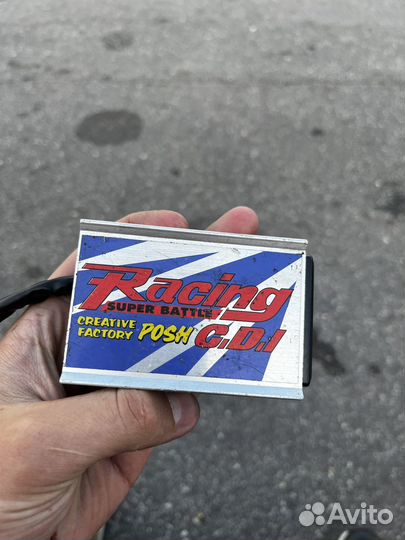 Racing
SUPER BATTLE
CREATIVE
FACTORY POSH C.D.I
Avito